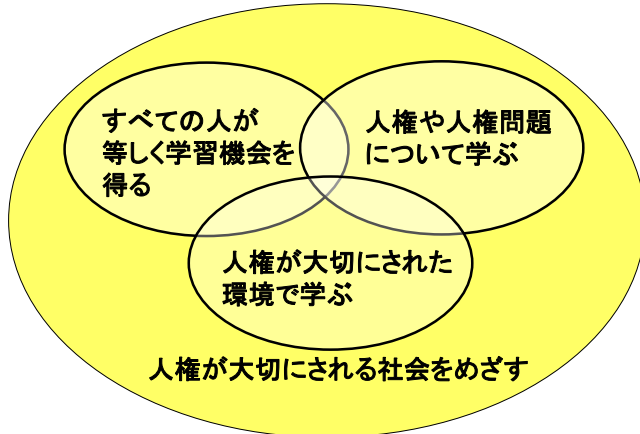 すべての人が
等しく学習機会を
得る
人権や人権問題
について学ぶ
人権が大切にされた
環境で学ぶ
人権が大切にされる社会をめざす